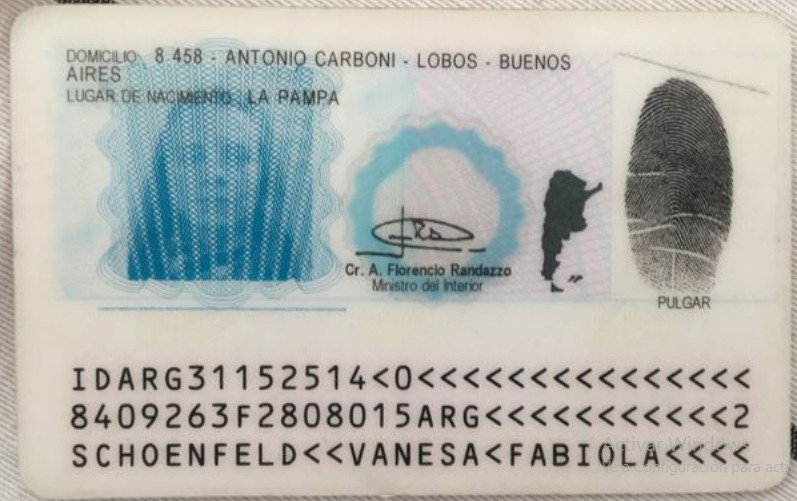 DOMICILIO: 8 458 - ANTONIO CARBONI - LOBOS - BUENOS
AIRES
LUGAR DE NACIMIENTO: LA PAMPA
Cr. A. Florencio Randazzo
Ministro del Interior
PULGAR
IDARG31152514<0<<<<<<<<<<<<<<<
8409263F2808015ARG<<<<<<<<<<<2
SCHOENFELD<<VANESA<FABIOLA<<<<
Activar Windows
Ve a Configuración para acti